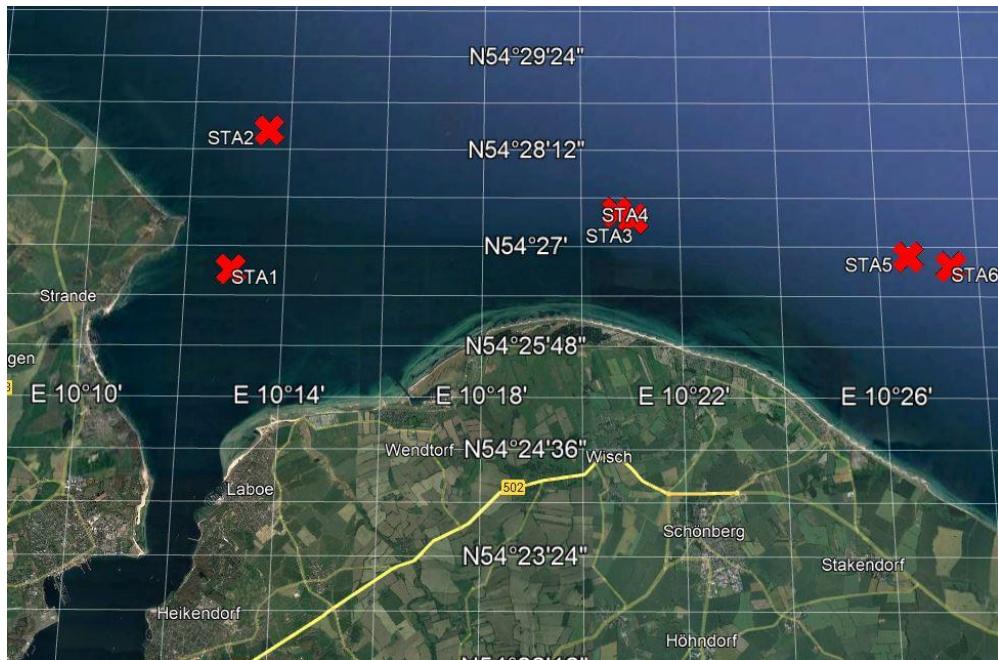 N54°29'24"
STA2
N54°28'12"
STA4
STA3
N54°27'
STA5
STA6
STA1
Strande
N54°25'48"
gen
E 10°10'
E 10°14'
E 10°18'
E 10°22'
E 10°26'
Wendtorf
N54°24'36"
Wisch
Laboe
502
Schönberg
N54°23'24"
Stakendorf
Heikendorf
Höhndorf